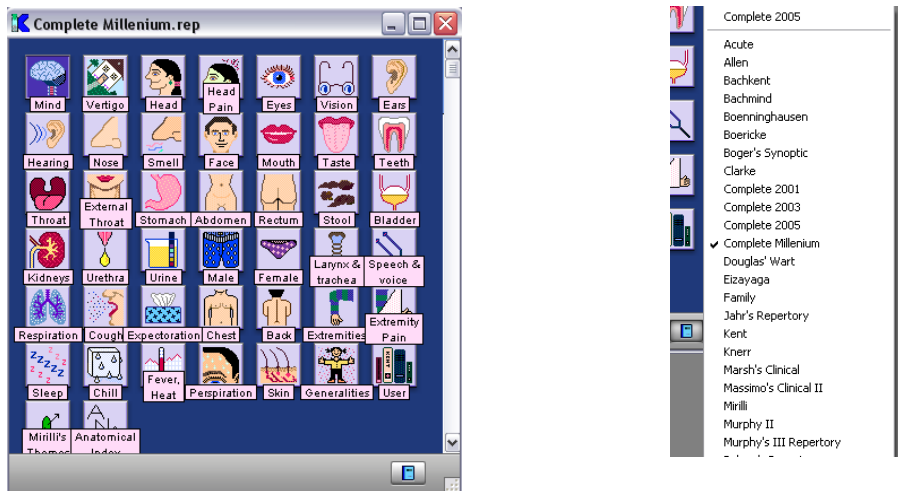 Complete Millenium.rep
Mind
Vertigo
Head
Head
Pain
Eyes
Vision
Ears
Hearing
Nose
Smell
Face
Mouth
Taste
Teeth
Throat
External
Throat
Stomach
Abdomen
Rectum
Stool
Bladder
Kidneys
Urethra
Urine
Male
Female
Larynx &
trachea
Speech &
voice
Respiration
Cough
Expectoration
Chest
Back
Extremities
Extremity
Pain
Sleep
Chill
Fever,
Heat
Perspiration
Skin
Generalities
KENT
User
Mirilli's
Themes
Anatomical
Index
Complete 2005
Acute
Allen
Bachkent
Bachmind
Boenninghausen
Boericke
Boger's Synoptic
Clarke
Complete 2001
Complete 2003
Complete 2005
Complete Millenium
Douglas' Wart
Eizayaga
Family
Jahr's Repertory
Kent
Knerr
Marsh's Clinical
Massimo's Clinical II
Mirilli
Murphy II
Murphy's III Repertory